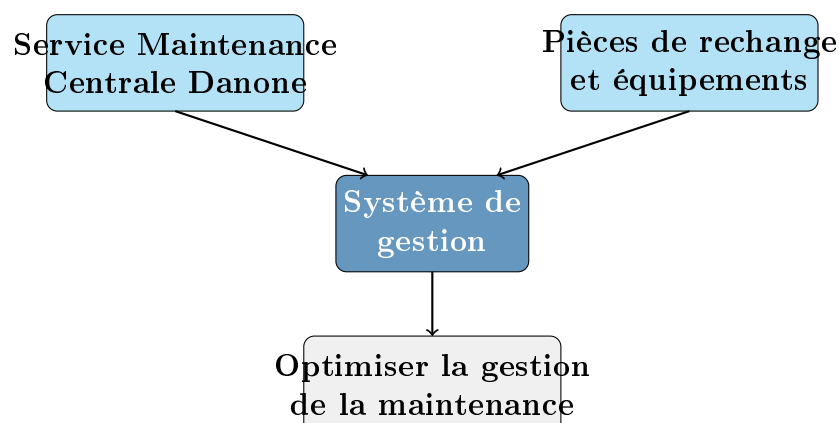 Service Maintenance
Centrale Danone
Pièces de rechange
et équipements
Système de
gestion
Optimiser la gestion
de la maintenance